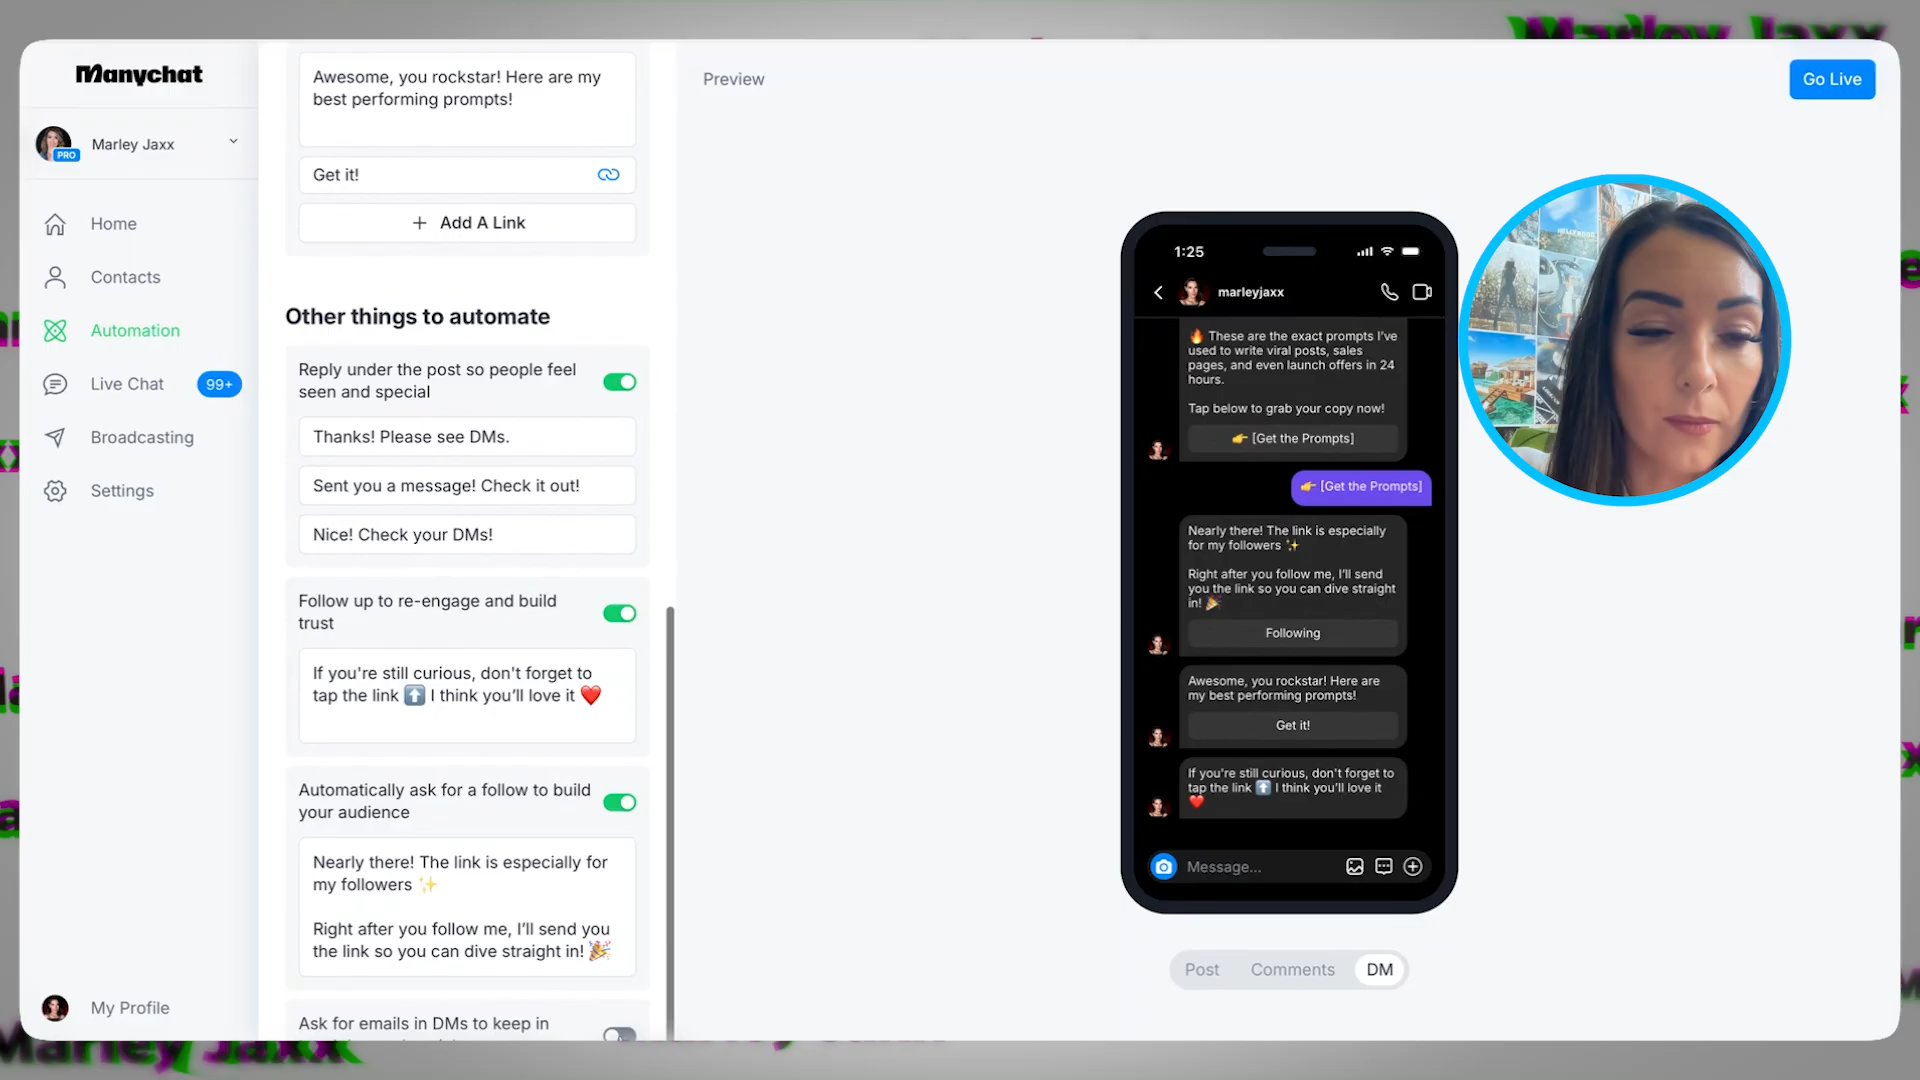 Marley Jaxx
Manychat
PRO
Marley Jaxx
Home
Contacts
Automation
Live Chat
99+
Broadcasting
Settings
My Profile
Awesome, you rockstar! Here are my
best performing prompts!
Get it!
+ Add A Link
Other things to automate
Reply under the post so people feel
seen and special
Thanks! Please see DMs.
Sent you a message! Check it out!
Nice! Check your DMs!
Follow up to re-engage and build
trust
If you're still curious, don't forget to
tap the link ⬆️ I think you’ll love it ❤️
Automatically ask for a follow to build
your audience
Nearly there! The link is especially for
my followers ✨
Right after you follow me, I’ll send you
the link so you can dive straight in! 🎉
Ask for emails in DMs to keep in
Preview
Go Live
1:25
marleyjaxx
🔥 These are the exact prompts I’ve
used to write viral posts, sales
pages, and even launch offers in 24
hours.
Tap below to grab your copy now!
👉 [Get the Prompts]
👉 [Get the Prompts]
Nearly there! The link is especially
for my followers ✨
Right after you follow me, I’ll send
you the link so you can dive straight
in! 🎉
Following
Awesome, you rockstar! Here are
my best performing prompts!
Get it!
If you're still curious, don't forget to
tap the link ⬆️ I think you’ll love it
❤️
Message...
Post
Comments
DM
Marley Jaxx